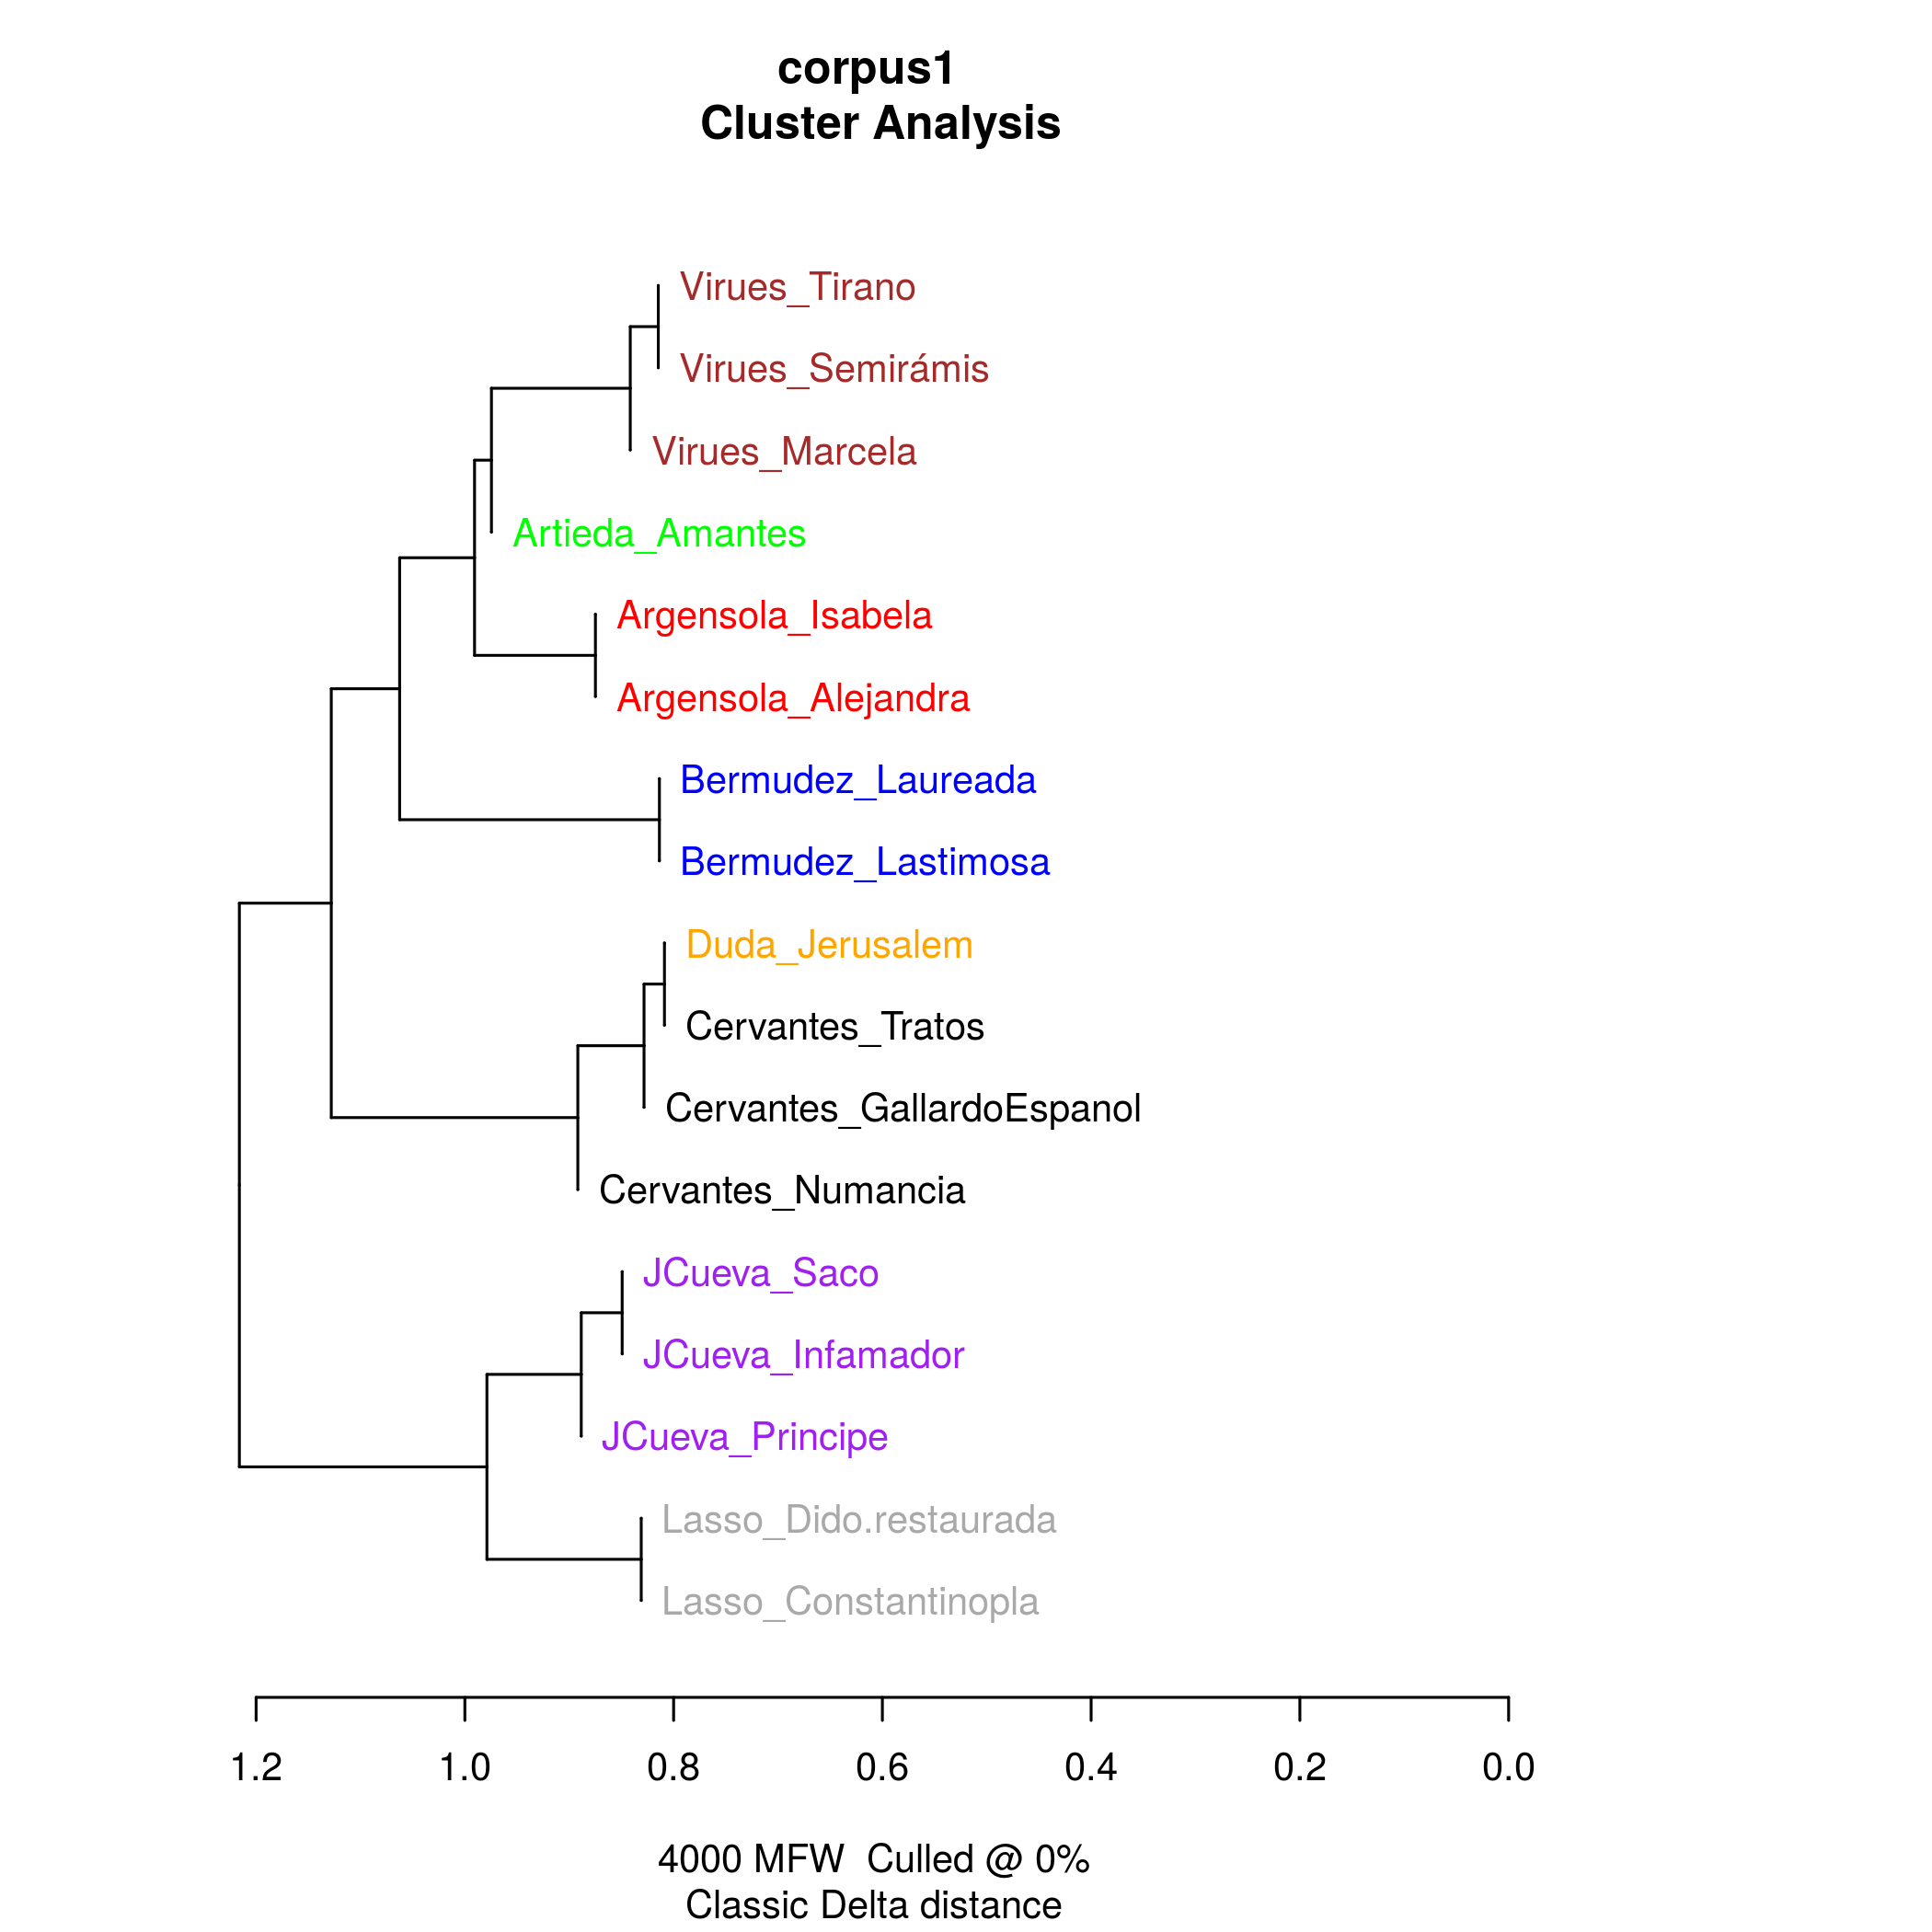 corpus1
Cluster Analysis
Virues_Tirano
Virues_Semirámis
Virues_Marcela
Artieda_Amantes
Argensola_Isabela
Argensola_Alejandra
Bermudez_Laureada
Bermudez_Lastimosa
Duda_Jerusalem
Cervantes_Tratos
Cervantes_GallardoEspanol
Cervantes_Numancia
JCueva_Saco
JCueva_Infamador
JCueva_Principe
Lasso_Dido.restaurada
Lasso_Constantinopla
1.2 1.0 0.8 0.6 0.4 0.2 0.0
4000 MFW  Culled @ 0%
Classic Delta distance